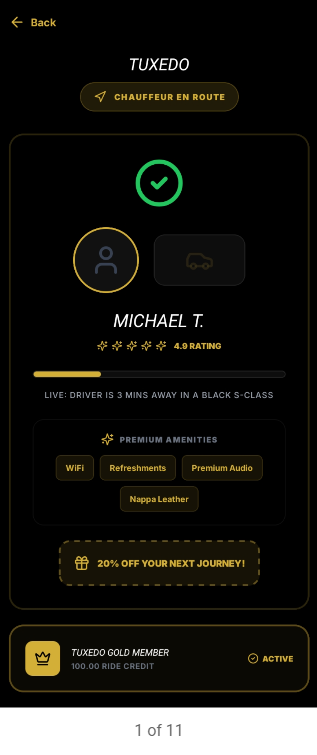 Back
TUXEDO
CHAUFFEUR EN ROUTE
MICHAEL T.
4.9 RATING
LIVE: DRIVER IS 3 MINS AWAY IN A BLACK S-CLASS
PREMIUM AMENITIES
WiFi
Refreshments
Premium Audio
Nappa Leather
20% OFF YOUR NEXT JOURNEY!
TUXEDO GOLD MEMBER
100.00 RIDE CREDIT
ACTIVE
1 of 11